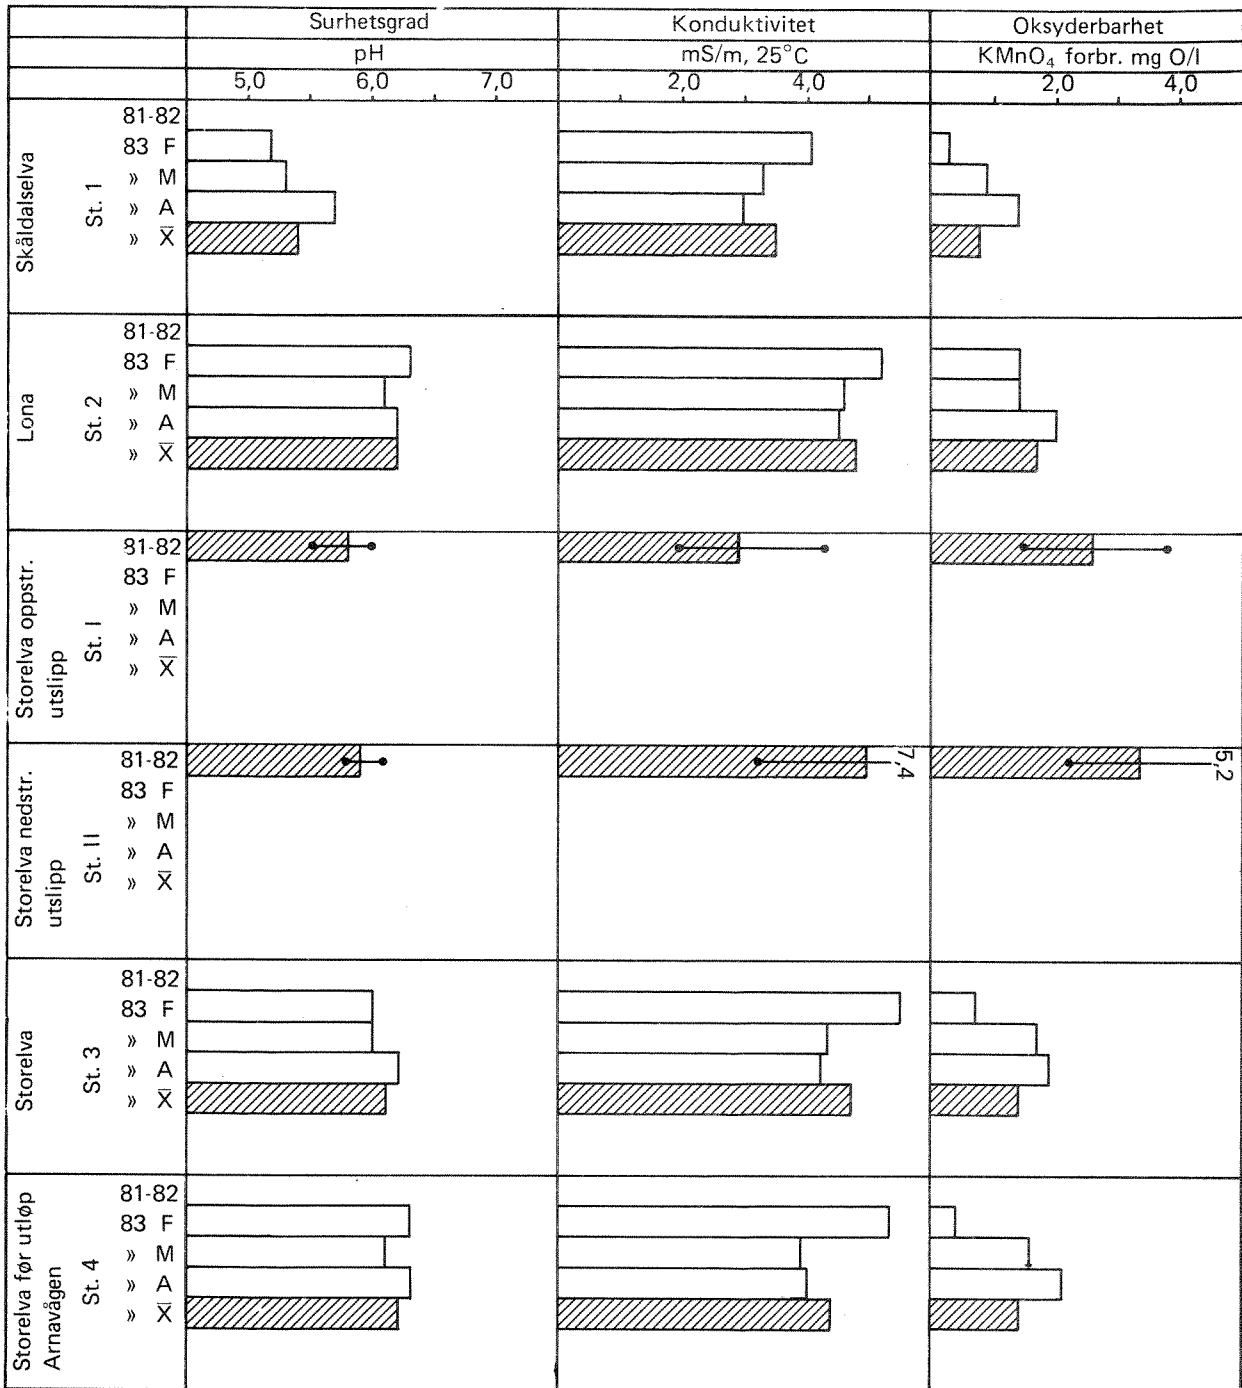 Surhetsgrad Konduktivitet Oksyderbarhet
pH mS/m, 25°C KMnO₄ forbr. mg O/l
5,0 6,0 7,0 2,0 4,0 2,0 4,0
Skåldalselva
St. 1
81-82
83 F
» M
» A
» X̅
Lona
St. 2
81-82
83 F
» M
» A
» X̅
Storelva oppstr.
utslipp
St. I
81-82
83 F
» M
» A
» X̅
Storelva nedstr.
utslipp
St. II
81-82
7,4
5,2
83 F
» M
» A
» X̅
Storelva
St. 3
81-82
83 F
» M
» A
» X̅
Storelva før utløp
Arnavågen
St. 4
81-82
83 F
» M
» A
» X̅